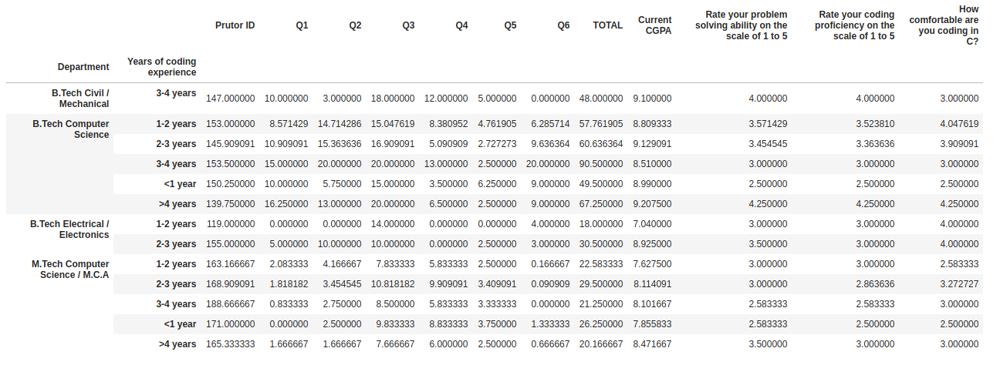 Prutor ID Q1 Q2 Q3 Q4 Q5 Q6 TOTAL Current CGPA Rate your problem solving ability on the scale of 1 to 5 Rate your coding proficiency on the scale of 1 to 5 How comfortable are you coding in C?
Department Years of coding experience
B.Tech Civil / Mechanical 3-4 years 147.000000 10.000000 3.000000 18.000000 12.000000 5.000000 0.000000 48.000000 9.100000 4.000000 4.000000 3.000000
B.Tech Computer Science 1-2 years 153.000000 8.571429 14.714286 15.047619 8.380952 4.761905 6.285714 57.761905 8.809333 3.571429 3.523810 4.047619
2-3 years 145.909091 10.909091 15.363636 16.909091 5.090909 2.727273 9.636364 60.636364 9.129091 3.454545 3.363636 3.909091
3-4 years 153.500000 15.000000 20.000000 20.000000 13.000000 2.500000 20.000000 90.500000 8.510000 3.000000 3.000000 3.000000
<1 year 150.250000 10.000000 5.750000 15.000000 3.500000 6.250000 9.000000 49.500000 8.990000 2.500000 2.500000 2.500000
>4 years 139.750000 16.250000 13.000000 20.000000 6.500000 2.500000 9.000000 67.250000 9.207500 4.250000 4.250000 4.250000
B.Tech Electrical / Electronics 1-2 years 119.000000 0.000000 0.000000 14.000000 0.000000 0.000000 4.000000 18.000000 7.040000 3.000000 3.000000 4.000000
2-3 years 155.000000 5.000000 10.000000 10.000000 0.000000 2.500000 3.000000 30.500000 8.925000 3.500000 3.000000 4.000000
M.Tech Computer Science / M.C.A 1-2 years 163.166667 2.083333 4.166667 7.833333 5.833333 2.500000 0.166667 22.583333 7.627500 3.000000 3.000000 2.583333
2-3 years 168.909091 1.818182 3.454545 10.818182 9.909091 3.409091 0.090909 29.500000 8.114091 3.000000 2.863636 3.272727
3-4 years 188.666667 0.833333 2.750000 8.500000 5.833333 3.333333 0.000000 21.250000 8.101667 2.583333 2.583333 3.000000
<1 year 171.000000 0.000000 2.500000 9.833333 8.833333 3.750000 1.333333 26.250000 7.855833 2.583333 2.500000 2.500000
>4 years 165.333333 1.666667 1.666667 7.666667 6.000000 2.500000 0.666667 20.166667 8.471667 3.500000 3.000000 3.000000